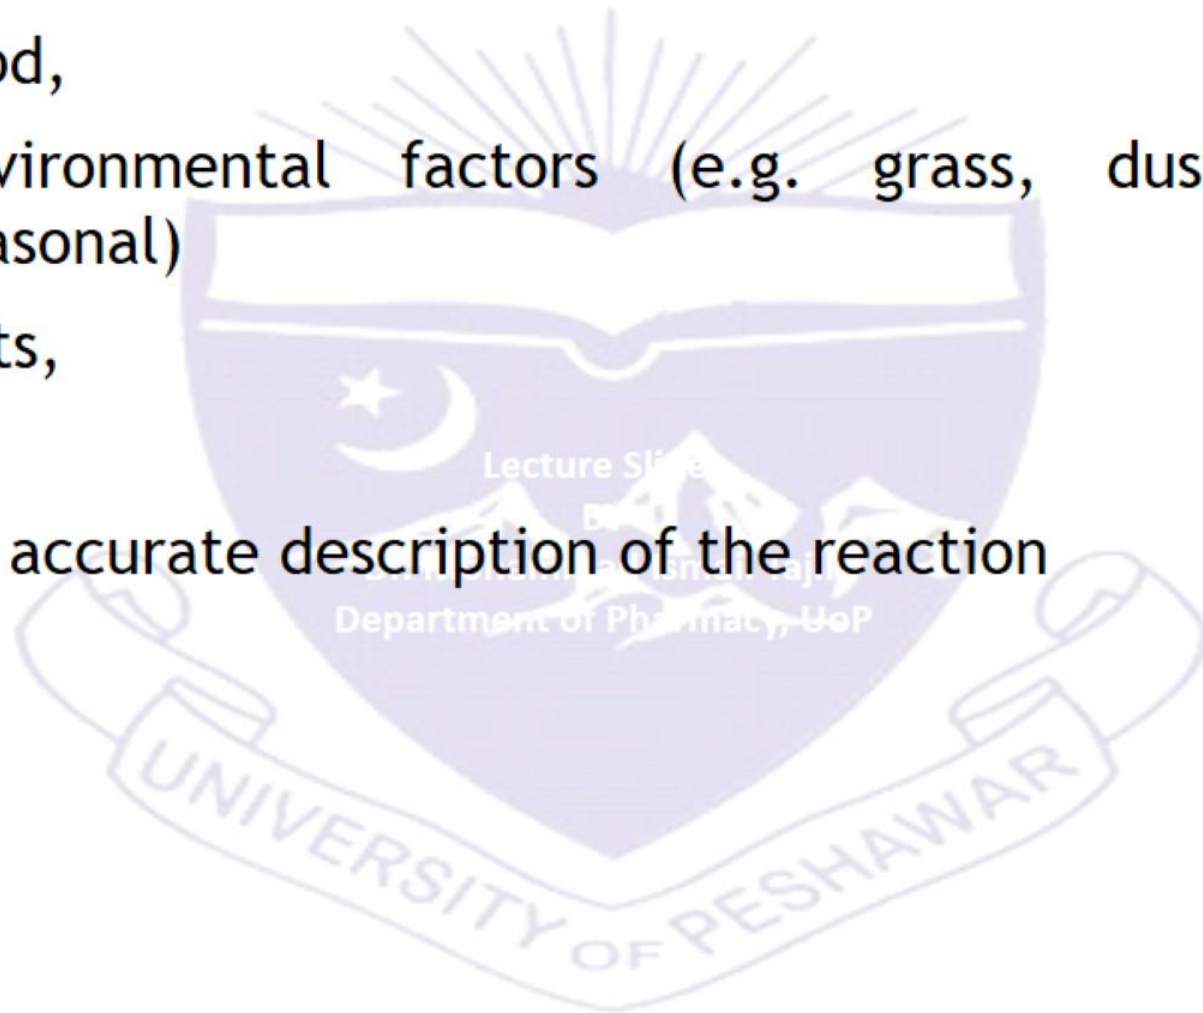 od,
vironmental factors (e.g. grass, dus
asonal)
ts,
Lecture
accurate description of the reaction
Department of Pharmacy, UoP
UNIVERSITY OF PESHAWAR